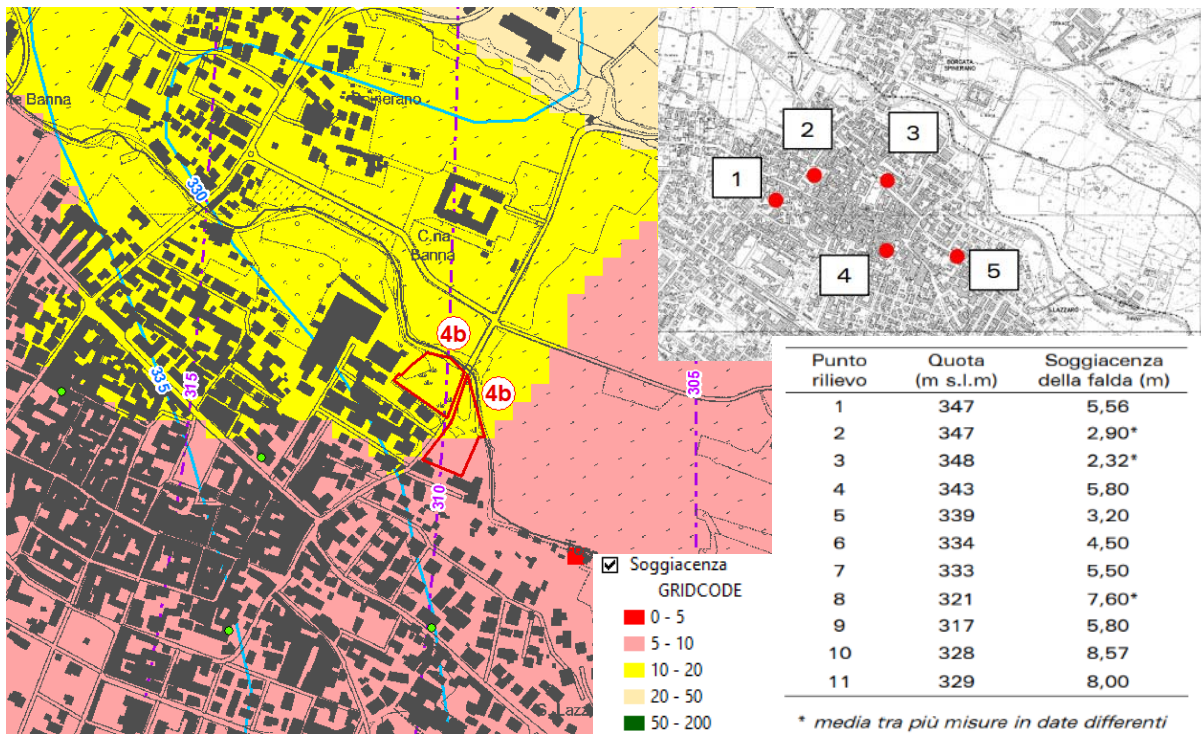 te Banna
Spinerano
330
C.na
Banna
4b
4b
335
315
310
305
S. Lazz
BORGATA
SPINERANO
1
2
3
4
5
S.LAZZARO
Soggiacenza
GRIDCODE
0 - 5
5 - 10
10 - 20
20 - 50
50 - 200
Punto rilievo Quota (m s.l.m) Soggiacenza della falda (m)
1 347 5,56
2 347 2,90*
3 348 2,32*
4 343 5,80
5 339 3,20
6 334 4,50
7 333 5,50
8 321 7,60*
9 317 5,80
10 328 8,57
11 329 8,00
* media tra più misure in date differenti